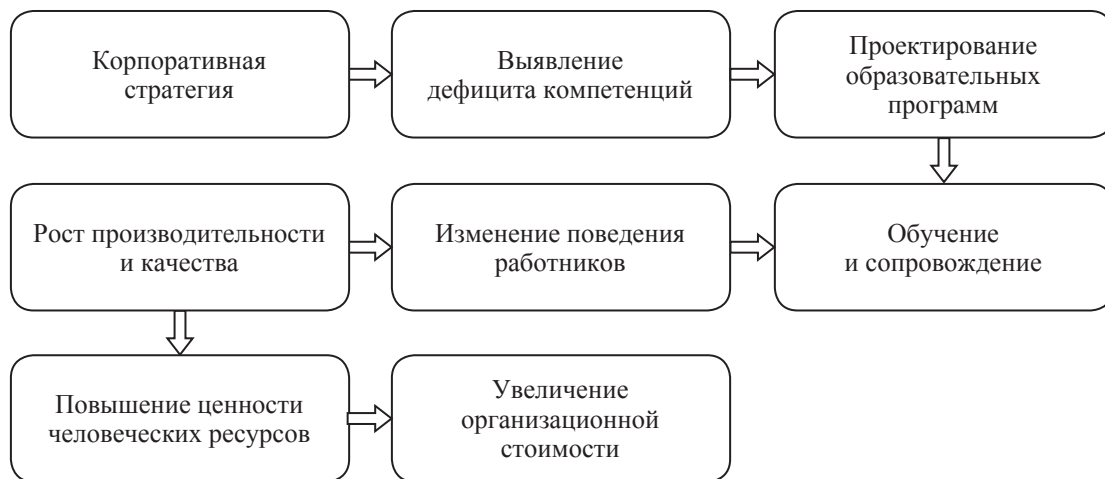 Корпоративная
стратегия
Выявление
дефицита компетенций
Проектирование
образовательных
программ
Рост производительности
и качества
Изменение поведения
работников
Обучение
и сопровождение
Повышение ценности
человеческих ресурсов
Увеличение
организационной
стоимости